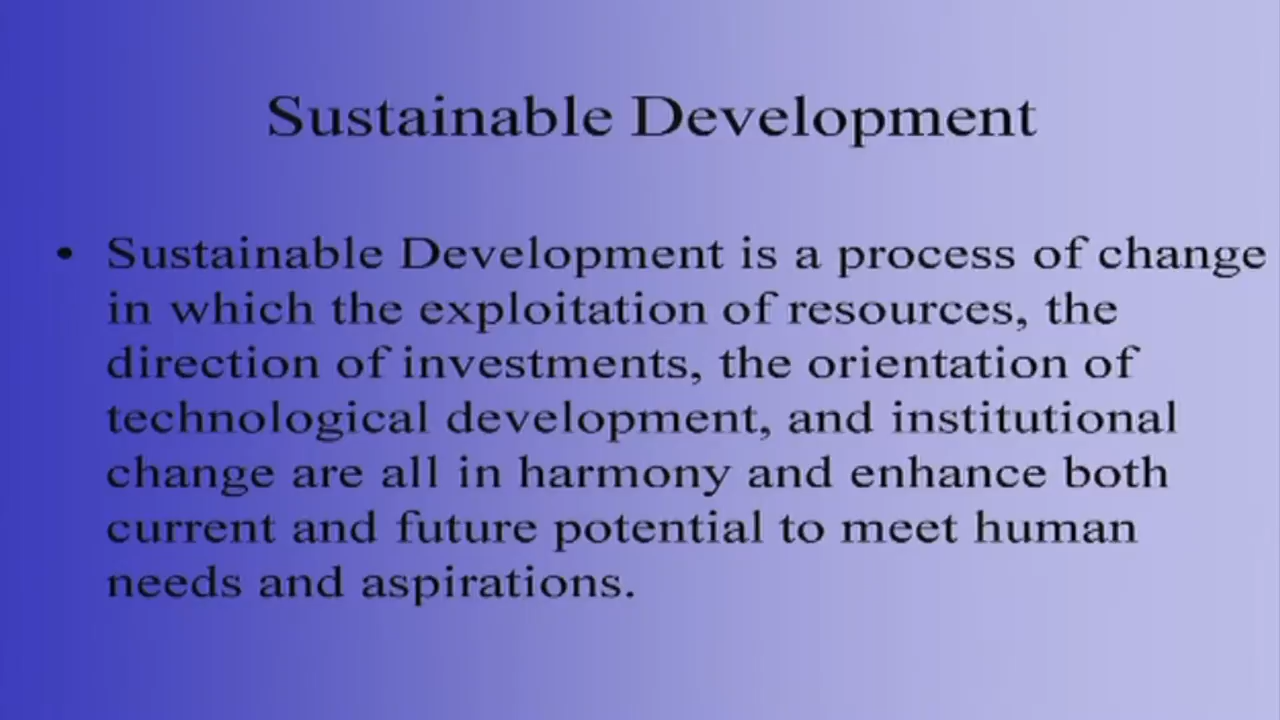 Sustainable Development
• Sustainable Development is a process of change
in which the exploitation of resources, the
direction of investments, the orientation of
technological development, and institutional
change are all in harmony and enhance both
current and future potential to meet human
needs and aspirations.